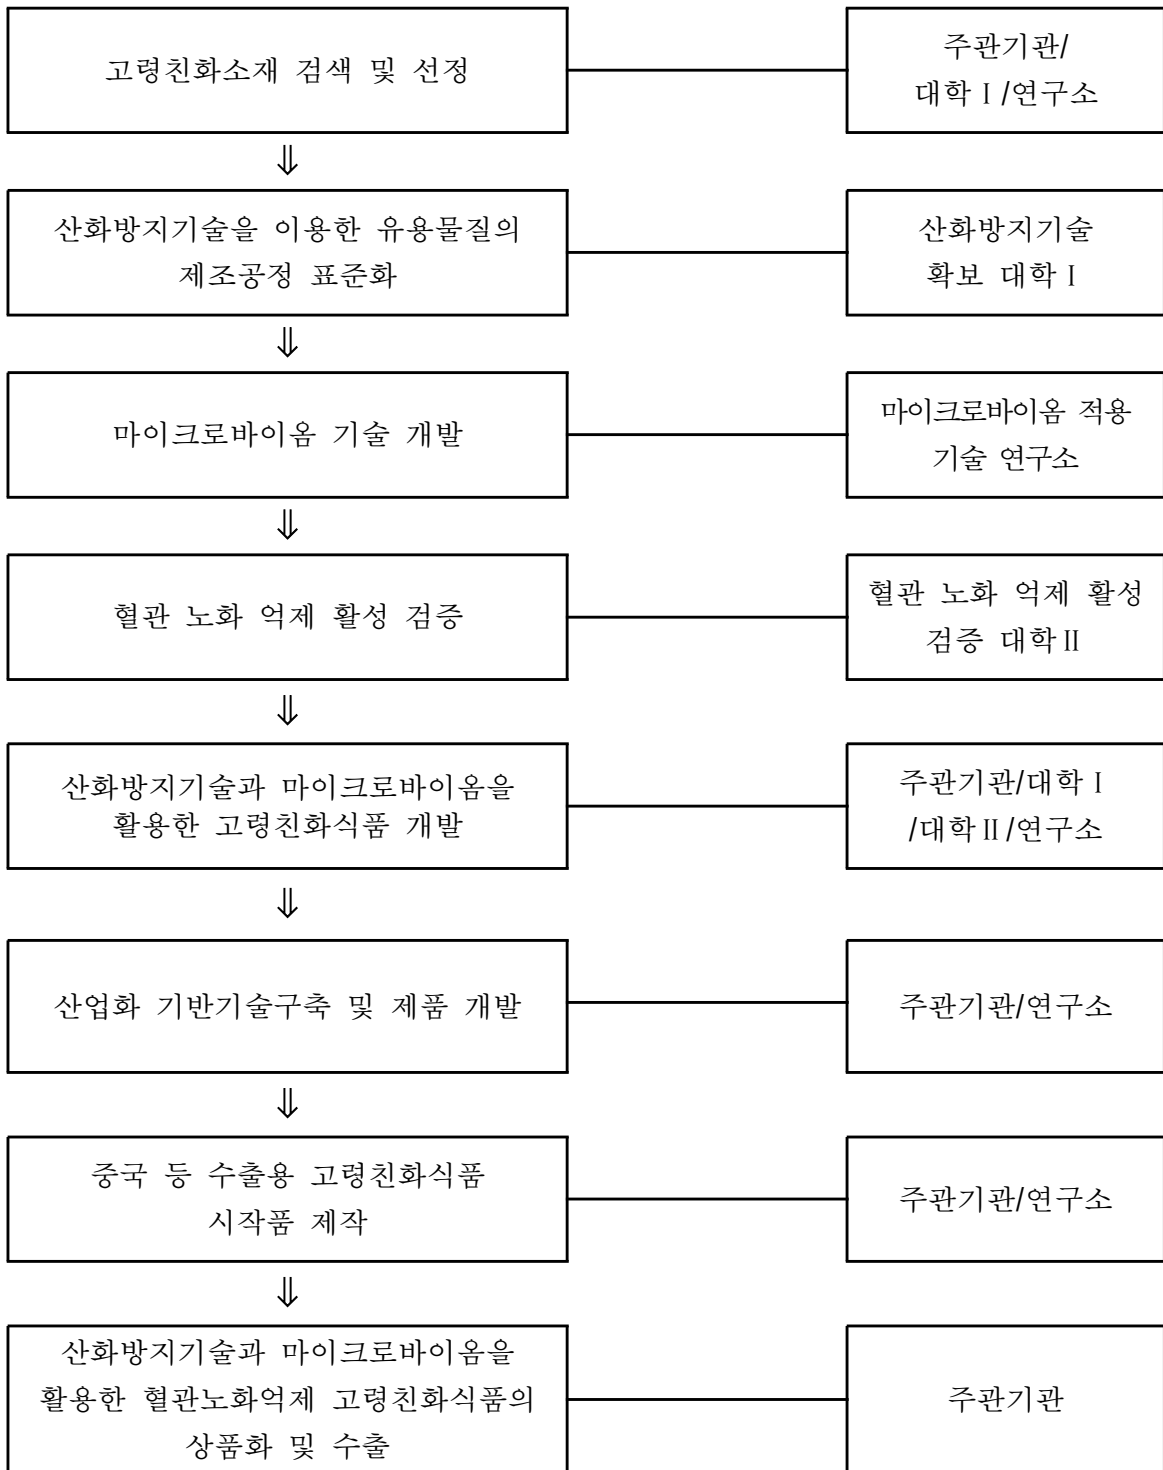 고령친화소재 검색 및 선정
주관기관/
대학Ⅰ/연구소
⇓
산화방지기술을 이용한 유용물질의
제조공정 표준화
산화방지기술
확보 대학Ⅰ
⇓
마이크로바이옴 기술 개발
마이크로바이옴 적용
기술 연구소
⇓
혈관 노화 억제 활성 검증
혈관 노화 억제 활성
검증 대학Ⅱ
⇓
산화방지기술과 마이크로바이옴을
활용한 고령친화식품 개발
주관기관/대학Ⅰ
/대학Ⅱ/연구소
⇓
산업화 기반기술구축 및 제품 개발
주관기관/연구소
⇓
중국 등 수출용 고령친화식품
시작품 제작
주관기관/연구소
⇓
산화방지기술과 마이크로바이옴을
활용한 혈관노화억제 고령친화식품의
상품화 및 수출
주관기관